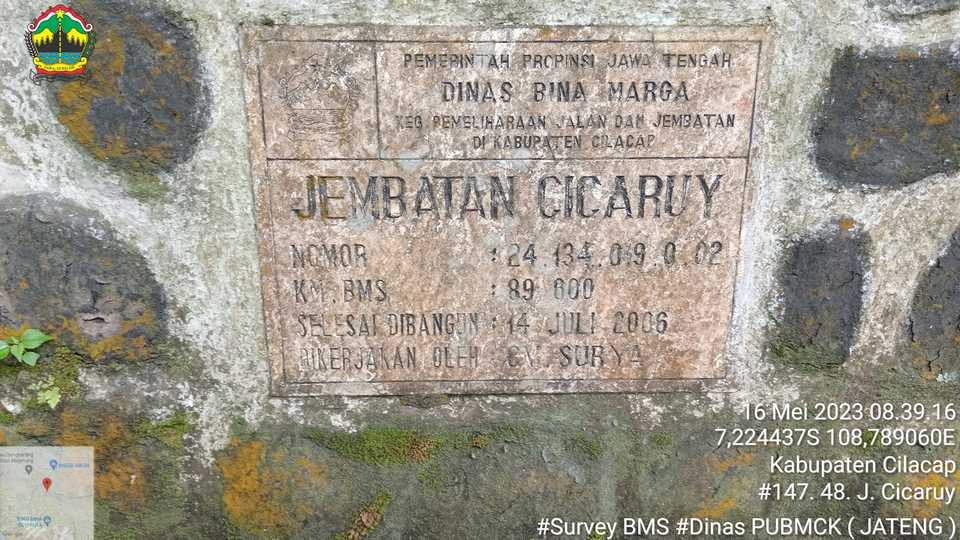 PEMERINTAH PROPINSI JAWA TENGAH
DINAS BINA MARGA
KEG PEMELIHARAAN JALAN DAN JEMBATAN
DI KABUPATEN CILACAP
JEMBATAN CICARUY
NOMOR : 24.134.019.0.02
KM. BMS : 89 600
SELESAI DIBANGUN : 14 JULI 2006
DIKERJAKAN OLEH : CV. SURYA
16 Mei 2023 08.39.16
7,224437S 108,789060E
Kabupaten Cilacap
#147. 48. J. Cicaruy
#Survey BMS #Dinas PUBMCK ( JATENG )